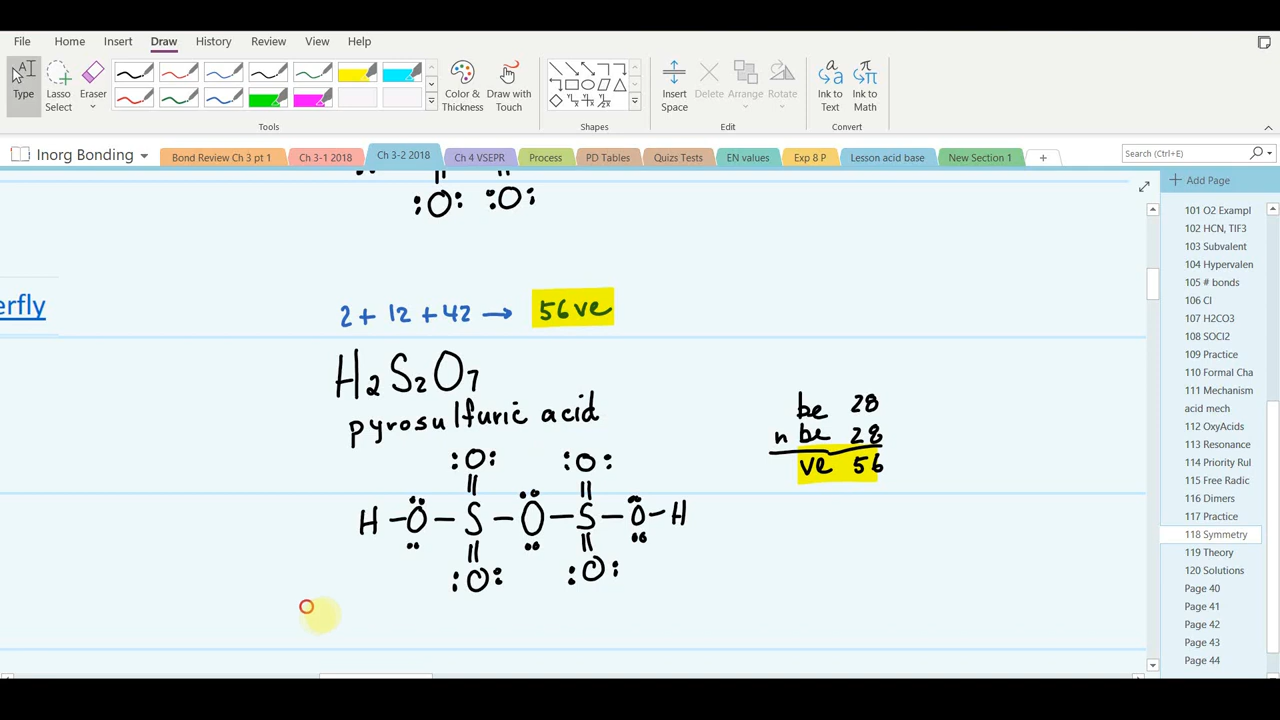 File Home Insert Draw History Review View Help
Type
Lasso Select
Eraser
Color & Thickness
Draw with Touch
Insert Space
Delete
Arrange
Rotate
Ink to Text
Ink to Math
Tools Shapes Edit Convert
Inorg Bonding
Bond Review Ch 3 pt 1
Ch 3-1 2018
Ch 3-2 2018
Ch 4 VSEPR
Process
PD Tables
Quizs Tests
EN values
Exp 8 P
Lesson acid base
New Section 1
Search (Ctrl+E)
Add Page
101 O2 Exampl
102 HCN, TIF3
103 Subvalent
104 Hypervalen
105 # bonds
106 CI
107 H2CO3
108 SOCI2
109 Practice
110 Formal Cha
111 Mechanism
acid mech
112 OxyAcids
113 Resonance
114 Priority Rul
115 Free Radic
116 Dimers
117 Practice
118 Symmetry
119 Theory
120 Solutions
Page 40
Page 41
Page 42
Page 43
Page 44
:O: :O:
erfly
2 + 12 + 42 → 56 ve
H2S2O7
pyrosulfuric acid
be 28
n be 28
ve 56
:O: :O:
H – O – S – O – S – O – H
:O: :O: